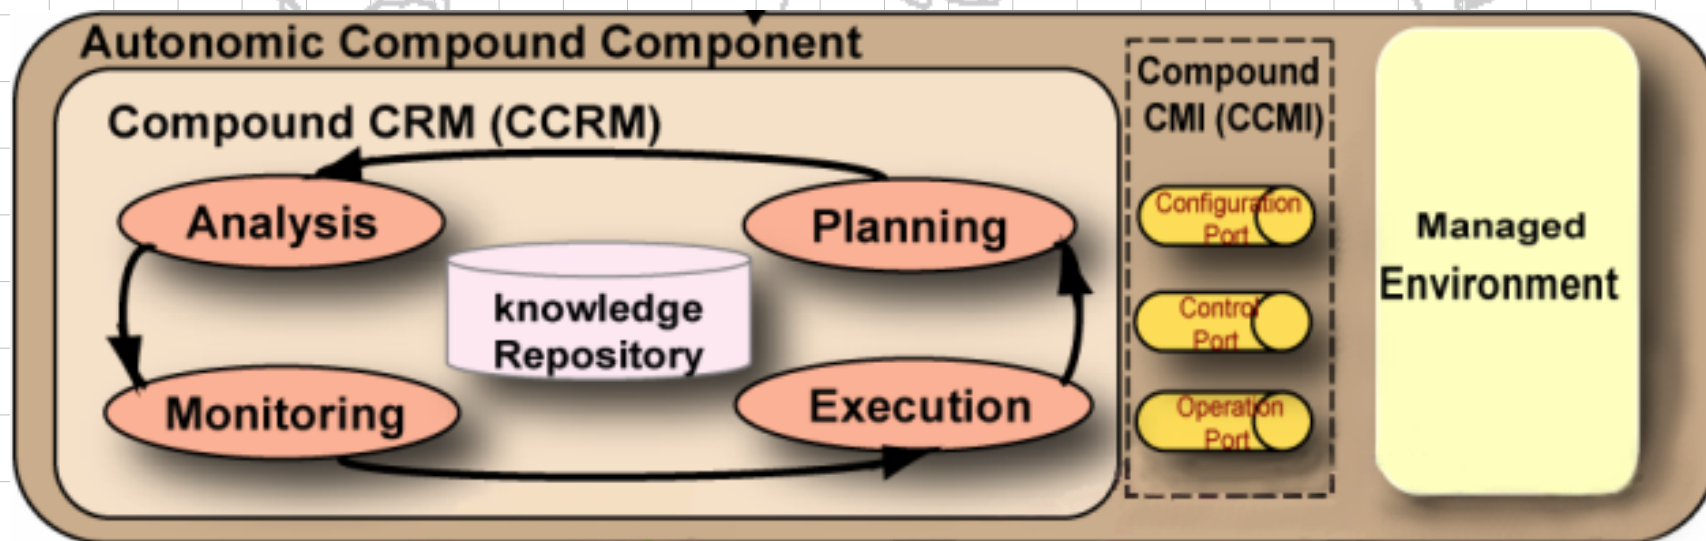 Autonomic Compound Component
Compound CRM (CCRM)
Analysis
Planning
knowledge
Repository
Monitoring
Execution
Compound
CMI (CCMI)
Configuration
Port
Control
Port
Operation
Port
Managed
Environment